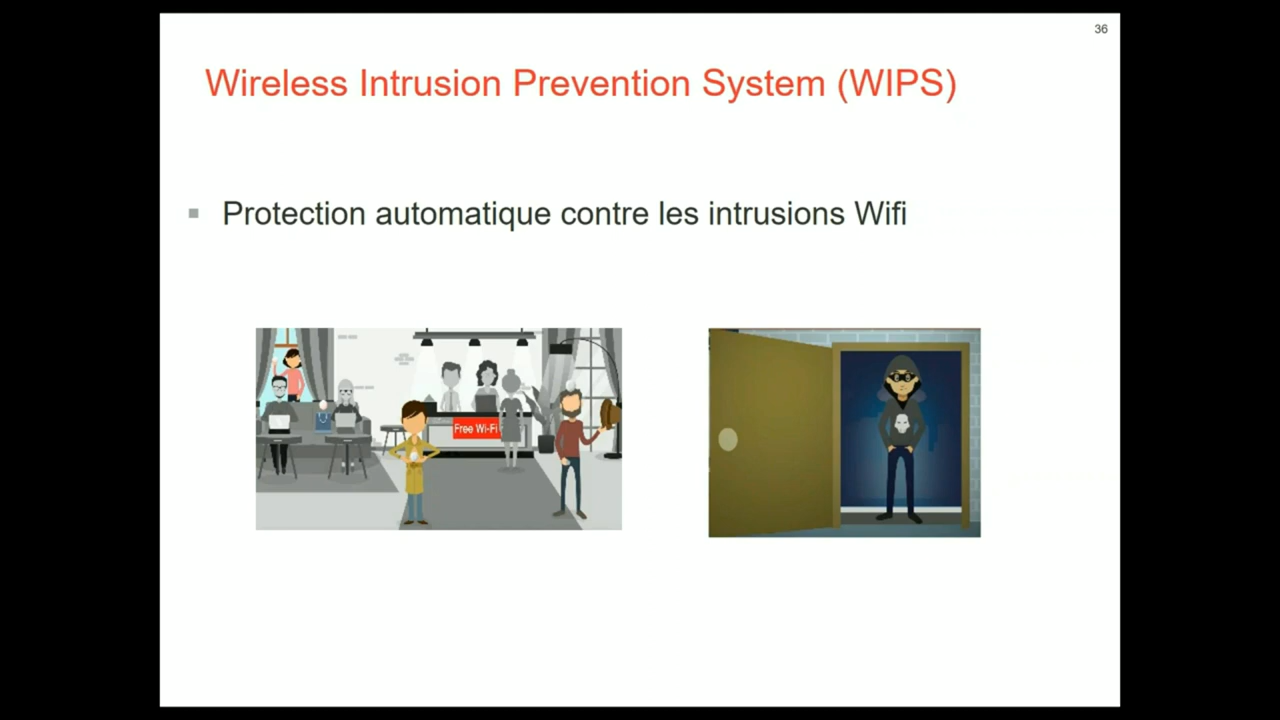 36
Wireless Intrusion Prevention System (WIPS)
Protection automatique contre les intrusions Wifi
Free Wi-Fi